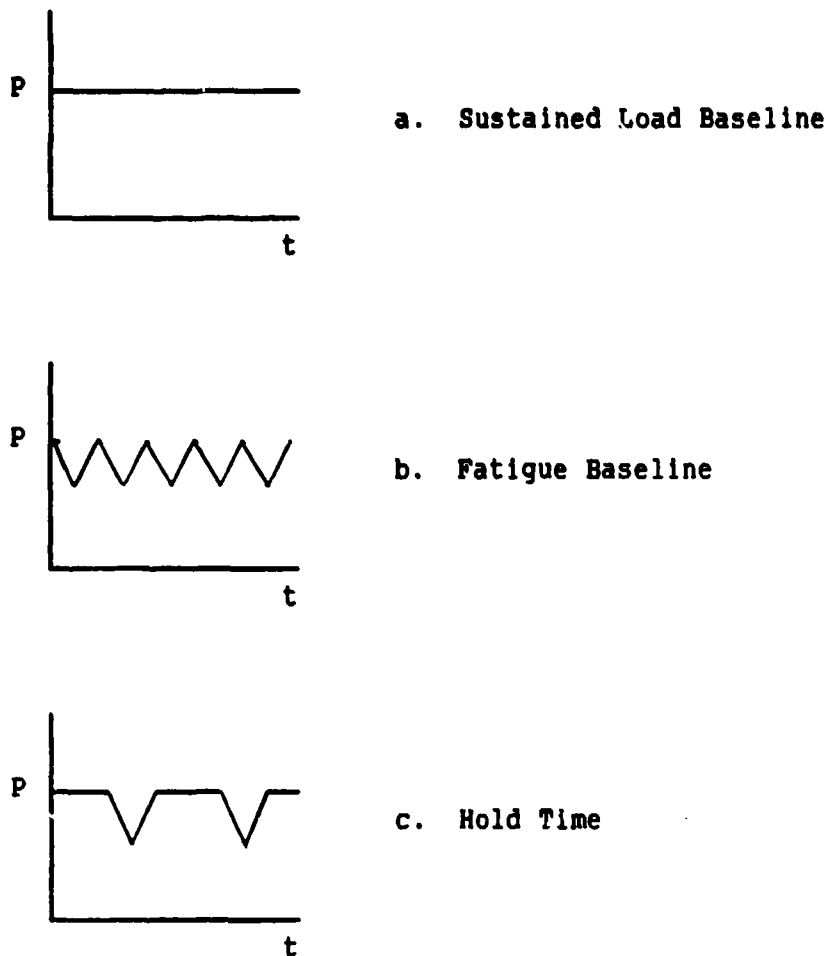 P
a. Sustained Load Baseline
t
P
b. Fatigue Baseline
t
P
c. Hold Time
t